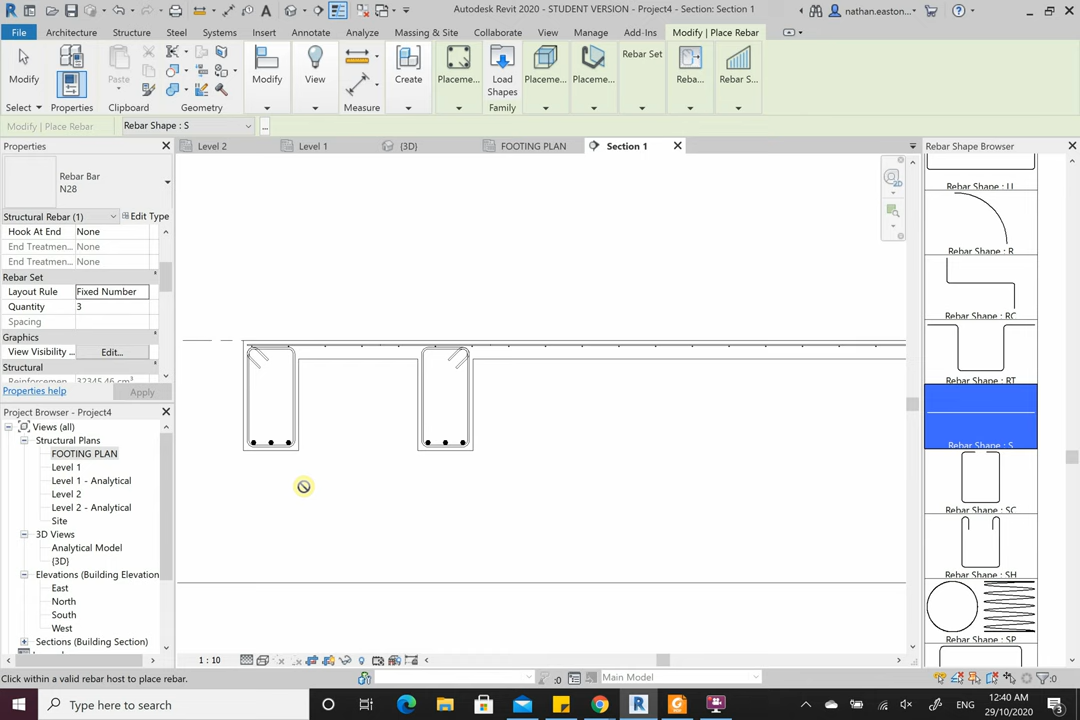 Autodesk Revit 2020 - STUDENT VERSION - Project4 - Section: Section 1
nathan.easton...
File
Architecture
Structure
Steel
Systems
Insert
Annotate
Analyze
Massing & Site
Collaborate
View
Manage
Add-Ins
Modify | Place Rebar
Modify
Paste
Modify
View
Create
Placeme...
Load
Shapes
Placeme...
Placeme...
Rebar Set
Reba...
Rebar S...
Select
Properties
Clipboard
Geometry
Measure
Family
Modify | Place Rebar
Rebar Shape : S
...
Properties
Level 2
Level 1
{3D}
FOOTING PLAN
Section 1
Rebar Shape Browser
Rebar Bar
N28
Structural Rebar (1)
Edit Type
Hook At End
None
End Treatmen...
None
End Treatmen...
None
Rebar Set
Layout Rule
Fixed Number
Quantity
3
Spacing
Graphics
View Visibility ...
Edit...
Structural
Reinforcemen...
32345.46 cm³
Properties help
Apply
Rebar Shape : R
Rebar Shape : RC
Rebar Shape : RT
Rebar Shape : S
Rebar Shape : SC
Rebar Shape : SH
Rebar Shape : SP
Project Browser - Project4
Views (all)
Structural Plans
FOOTING PLAN
Level 1
Level 1 - Analytical
Level 2
Level 2 - Analytical
Site
3D Views
Analytical Model
{3D}
Elevations (Building Elevation
East
North
South
West
Sections (Building Section)
1 : 10
Click within a valid rebar host to place rebar.
:0
Main Model
:0
Type here to search
ENG
12:40 AM
29/10/2020
3